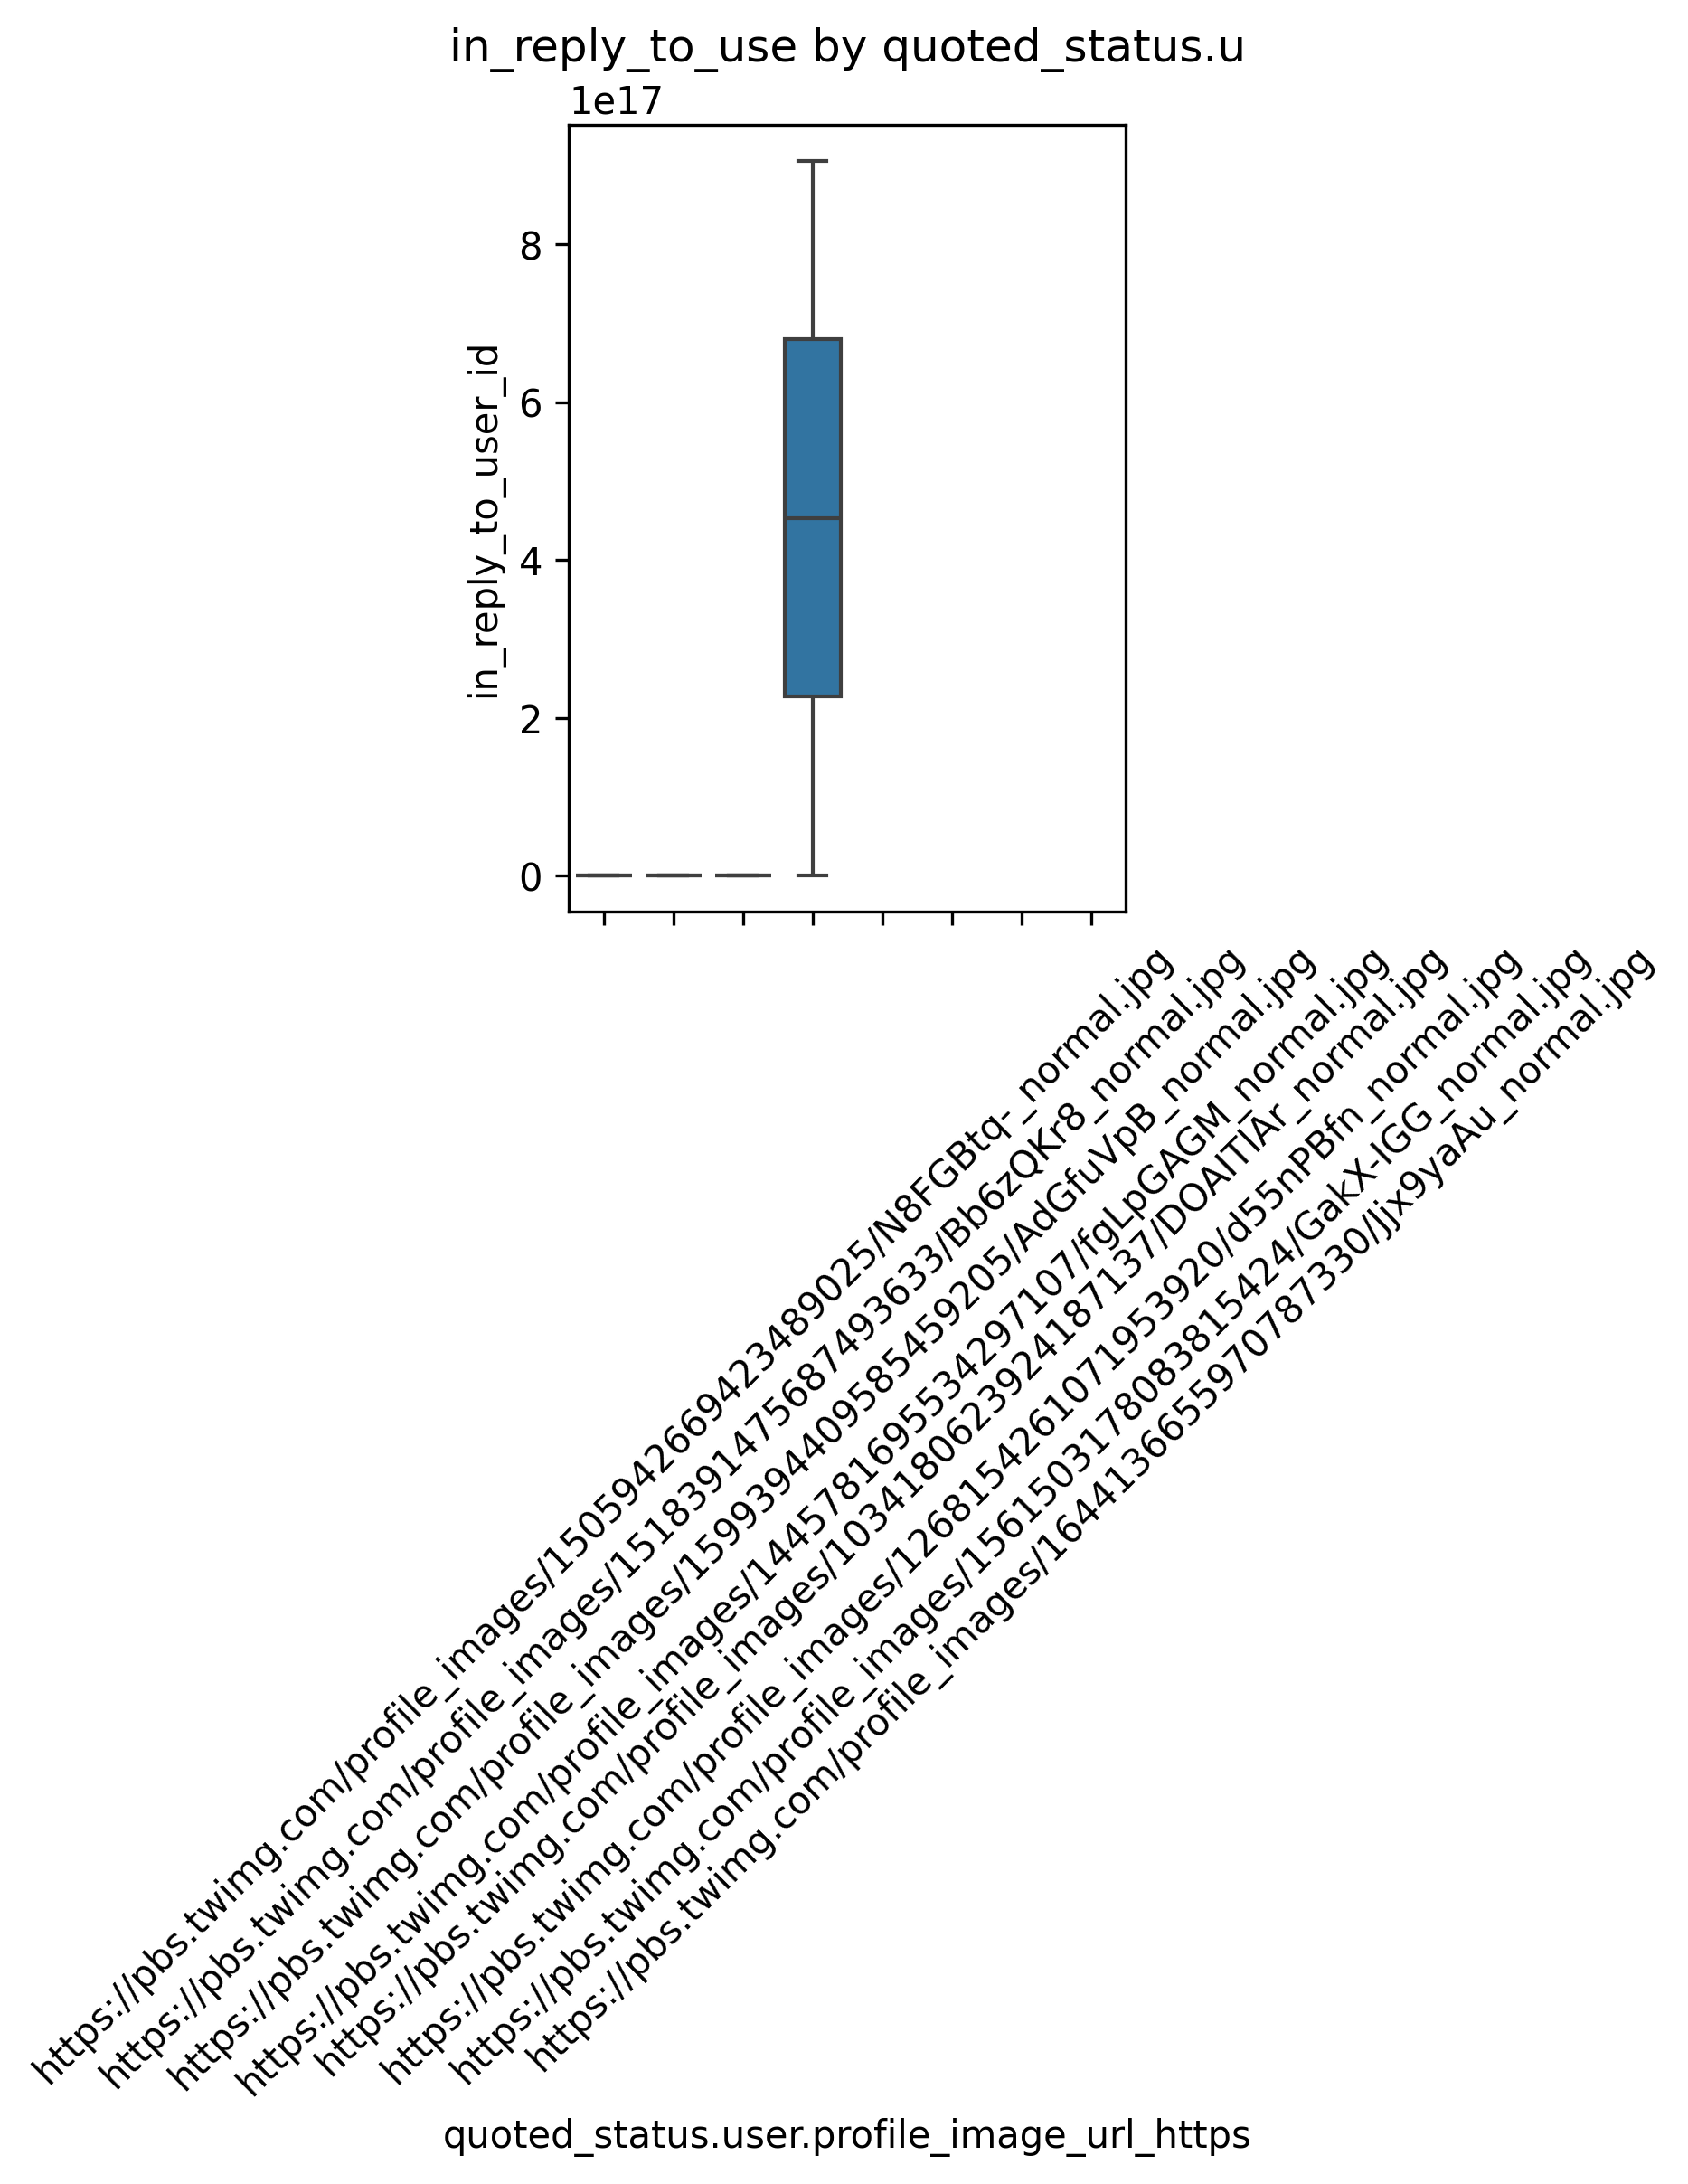 in_reply_to_use by quoted_status.u
1e17
8
6
4
2
0
in_reply_to_user_id
https://pbs.twimg.com/profile_images/1505942669423489025/N8FGBtq-_normal.jpg
https://pbs.twimg.com/profile_images/1518391475687493633/Bb6zQKr8_normal.jpg
https://pbs.twimg.com/profile_images/1599394409585459205/AdGfuVpB_normal.jpg
https://pbs.twimg.com/profile_images/1445781695534297107/fgLpGAGM_normal.jpg
https://pbs.twimg.com/profile_images/1034180623924187137/DOAITlAr_normal.jpg
https://pbs.twimg.com/profile_images/1268154261071953920/d55nPBfn_normal.jpg
https://pbs.twimg.com/profile_images/1561503178083815424/GakX-IGG_normal.jpg
https://pbs.twimg.com/profile_images/1644136655970787330/Jjx9yaAu_normal.jpg
quoted_status.user.profile_image_url_https